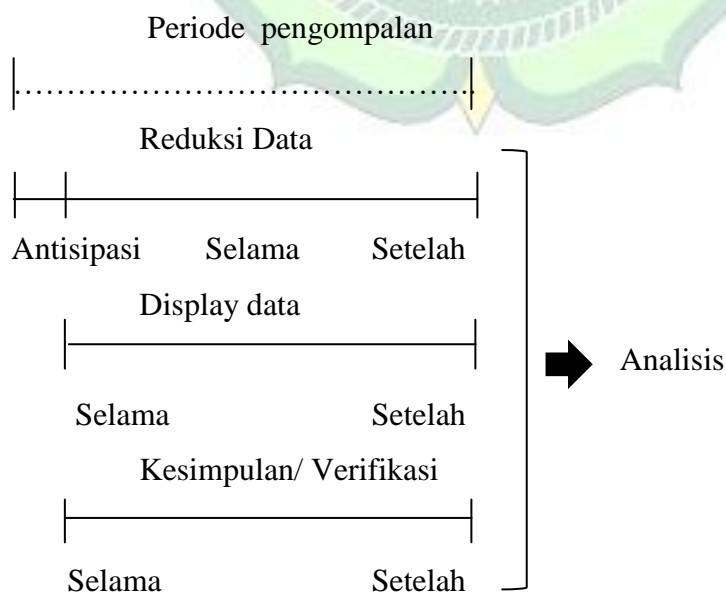 Periode pengompalan
Reduksi Data
Antisipasi Selama Setelah
Display data
Analisis
Selama Setelah
Kesimpulan/ Verifikasi
Selama Setelah